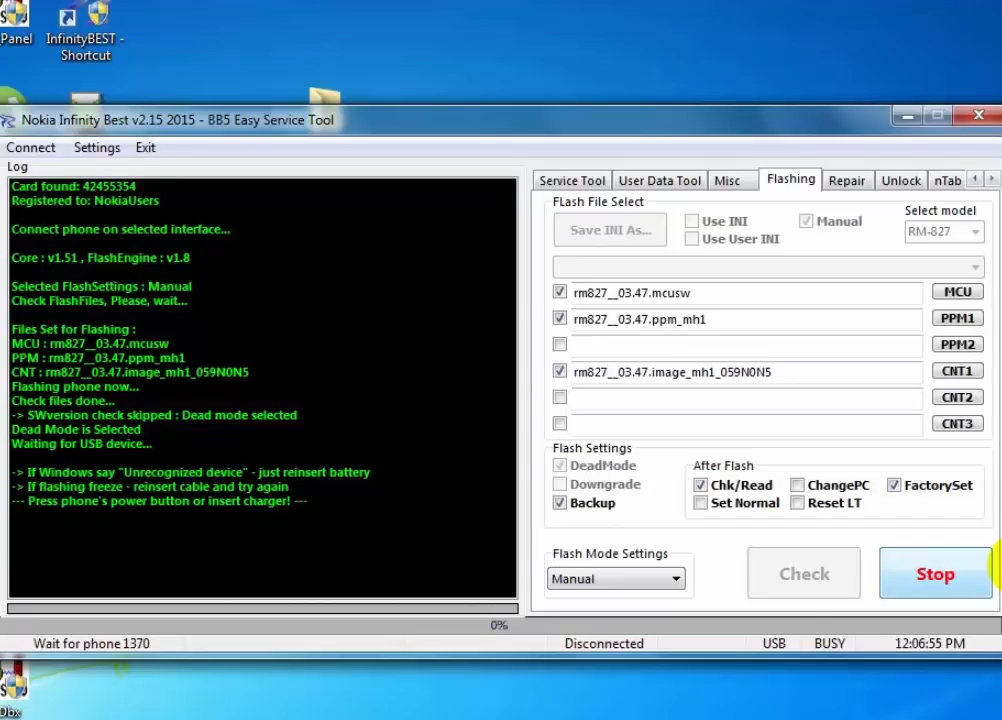 Panel
InfinityBEST -
Shortcut
Nokia Infinity Best v2.15 2015 - BB5 Easy Service Tool
Connect Settings Exit
Log
Card found: 42455354
Registered to: NokiaUsers
Connect phone on selected interface...
Core : v1.51 , FlashEngine : v1.8
Selected FlashSettings : Manual
Check FlashFiles, Please, wait...
Files Set for Flashing :
MCU : rm827__03.47.mcusw
PPM : rm827__03.47.ppm_mh1
CNT : rm827__03.47.image_mh1_059N0N5
Flashing phone now...
Check files done...
-> SWversion check skipped : Dead mode selected
Dead Mode is Selected
Waiting for USB device...
-> If Windows say "Unrecognized device" - just reinsert battery
-> If flashing freeze - reinsert cable and try again
--- Press phone's power button or insert charger! ---
Service Tool User Data Tool Misc Flashing Repair Unlock nTab
FLash File Select
Save INI As...
Use INI
Use User INI
Manual
Select model
RM-827
rm827__03.47.mcusw MCU
rm827__03.47.ppm_mh1 PPM1
PPM2
rm827__03.47.image_mh1_059N0N5 CNT1
CNT2
CNT3
Flash Settings
DeadMode
Downgrade
Backup
After Flash
Chk/Read ChangePC FactorySet
Set Normal Reset LT
Flash Mode Settings
Manual
Check
Stop
0%
Wait for phone 1370 Disconnected USB BUSY 12:06:55 PM
Dbx